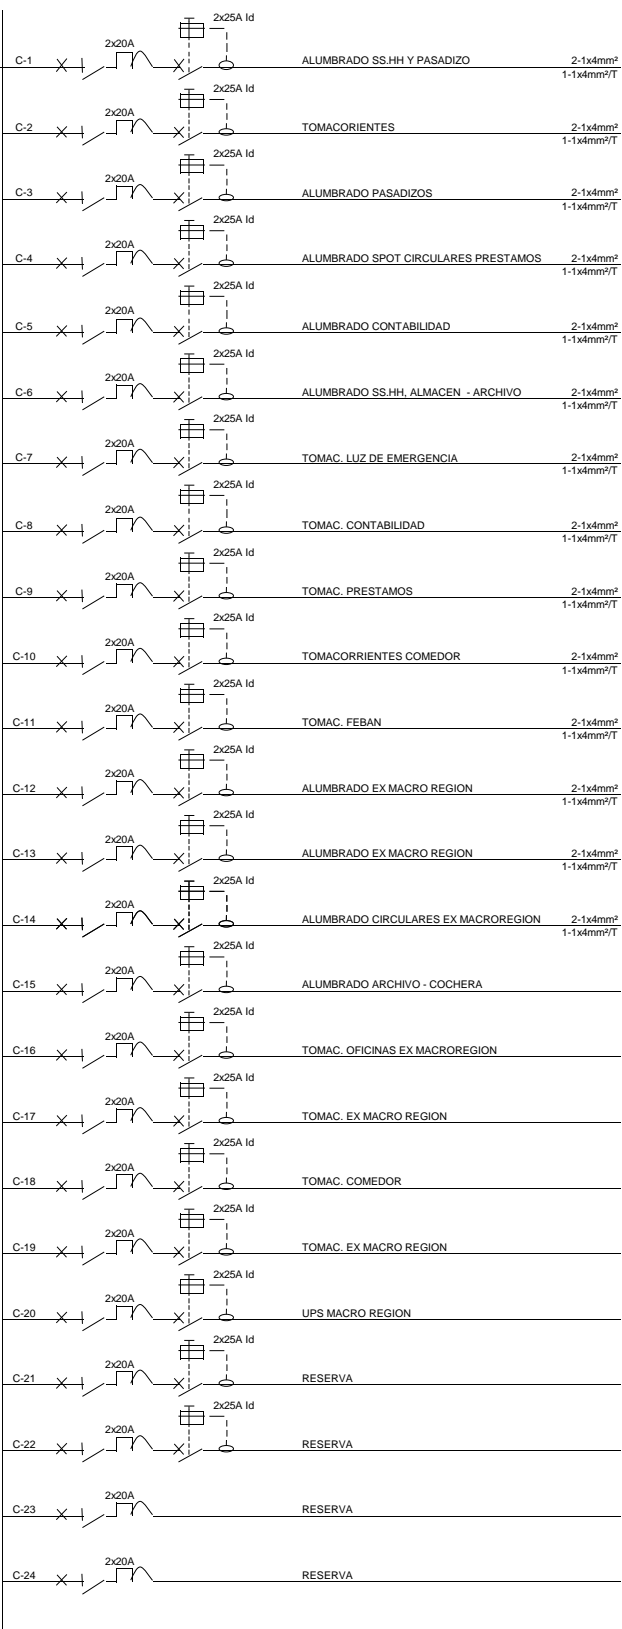 2x25A Id
2x20A
C-1 ALUMBRADO SS.HH Y PASADIZO 2-1x4mm²
1-1x4mm²/T
2x25A Id
2x20A
C-2 TOMACORIENTES 2-1x4mm²
1-1x4mm²/T
2x25A Id
2x20A
C-3 ALUMBRADO PASADIZOS 2-1x4mm²
1-1x4mm²/T
2x25A Id
2x20A
C-4 ALUMBRADO SPOT CIRCULARES PRESTAMOS 2-1x4mm²
1-1x4mm²/T
2x25A Id
2x20A
C-5 ALUMBRADO CONTABILIDAD 2-1x4mm²
1-1x4mm²/T
2x25A Id
2x20A
C-6 ALUMBRADO SS.HH, ALMACEN - ARCHIVO 2-1x4mm²
1-1x4mm²/T
2x25A Id
2x20A
C-7 TOMAC. LUZ DE EMERGENCIA 2-1x4mm²
1-1x4mm²/T
2x25A Id
2x20A
C-8 TOMAC. CONTABILIDAD 2-1x4mm²
1-1x4mm²/T
2x25A Id
2x20A
C-9 TOMAC. PRESTAMOS 2-1x4mm²
1-1x4mm²/T
2x25A Id
2x20A
C-10 TOMACORRIENTES COMEDOR 2-1x4mm²
1-1x4mm²/T
2x25A Id
2x20A
C-11 TOMAC. FEBAN 2-1x4mm²
1-1x4mm²/T
2x25A Id
2x20A
C-12 ALUMBRADO EX MACRO REGION 2-1x4mm²
1-1x4mm²/T
2x25A Id
2x20A
C-13 ALUMBRADO EX MACRO REGION 2-1x4mm²
1-1x4mm²/T
2x25A Id
2x20A
C-14 ALUMBRADO CIRCULARES EX MACROREGION 2-1x4mm²
1-1x4mm²/T
2x25A Id
2x20A
C-15 ALUMBRADO ARCHIVO - COCHERA
2x25A Id
2x20A
C-16 TOMAC. OFICINAS EX MACROREGION
2x25A Id
2x20A
C-17 TOMAC. EX MACRO REGION
2x25A Id
2x20A
C-18 TOMAC. COMEDOR
2x25A Id
2x20A
C-19 TOMAC. EX MACRO REGION
2x25A Id
2x20A
C-20 UPS MACRO REGION
2x25A Id
2x20A
C-21 RESERVA
2x25A Id
2x20A
C-22 RESERVA
2x20A
C-23 RESERVA
2x20A
C-24 RESERVA